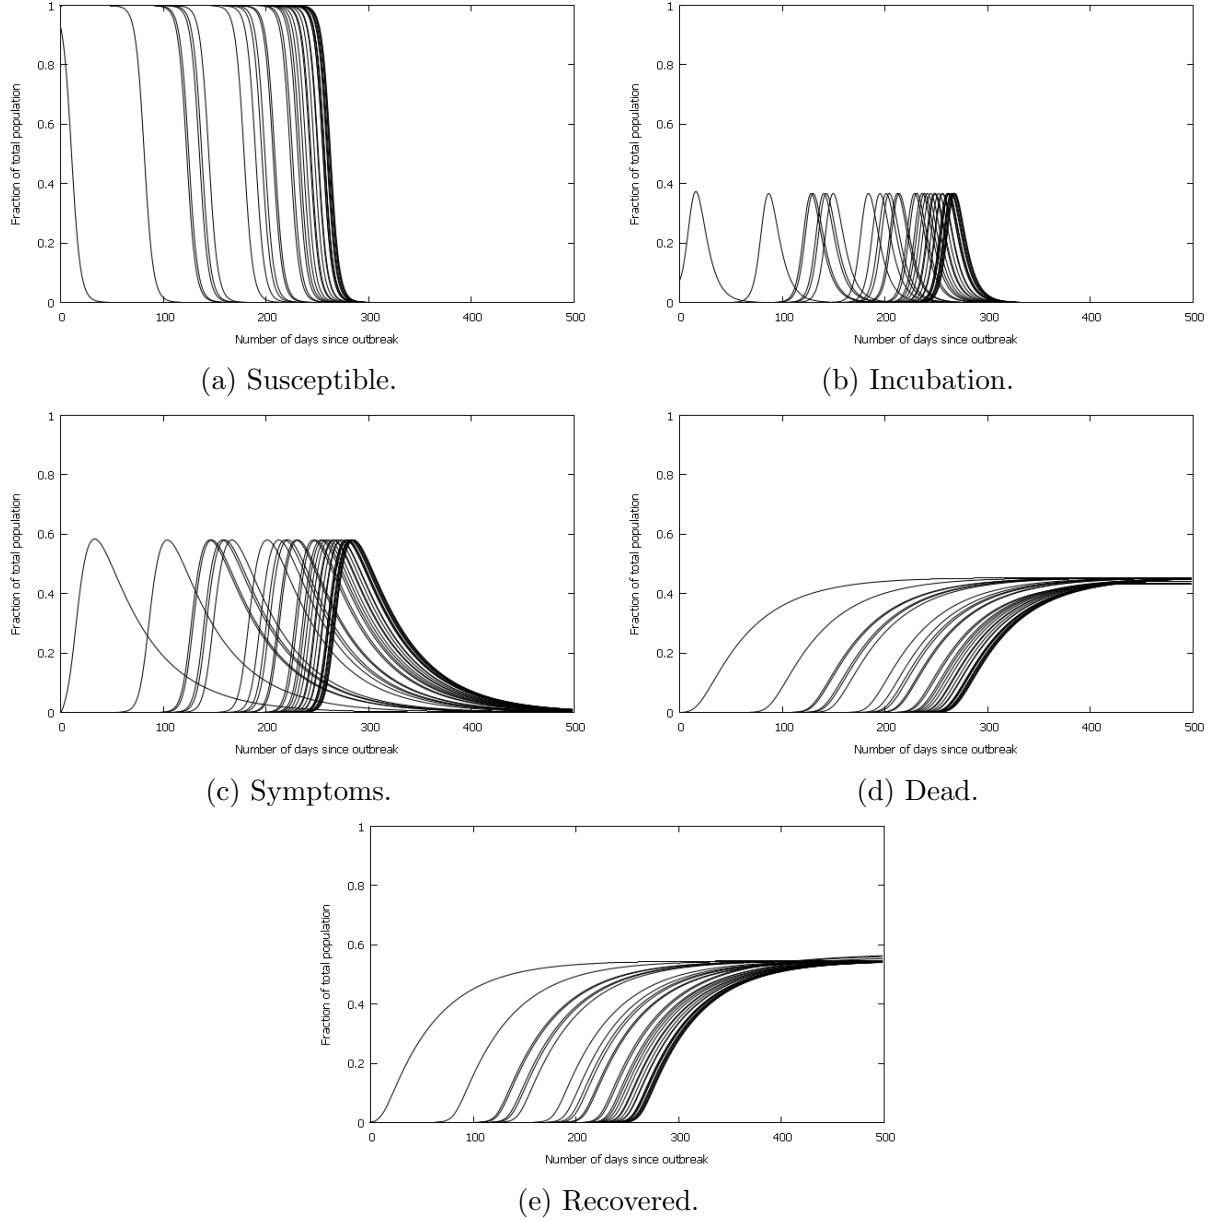 1
0.8
0.6
0.4
0.2
0
0 100 200 300 400 500
Fraction of total population
Number of days since outbreak
(a) Susceptible.
1
0.8
0.6
0.4
0.2
0
0 100 200 300 400 500
Fraction of total population
Number of days since outbreak
(b) Incubation.
1
0.8
0.6
0.4
0.2
0
0 100 200 300 400 500
Fraction of total population
Number of days since outbreak
(c) Symptoms.
1
0.8
0.6
0.4
0.2
0
0 100 200 300 400 500
Fraction of total population
Number of days since outbreak
(d) Dead.
1
0.8
0.6
0.4
0.2
0
0 100 200 300 400 500
Fraction of total population
Number of days since outbreak
(e) Recovered.